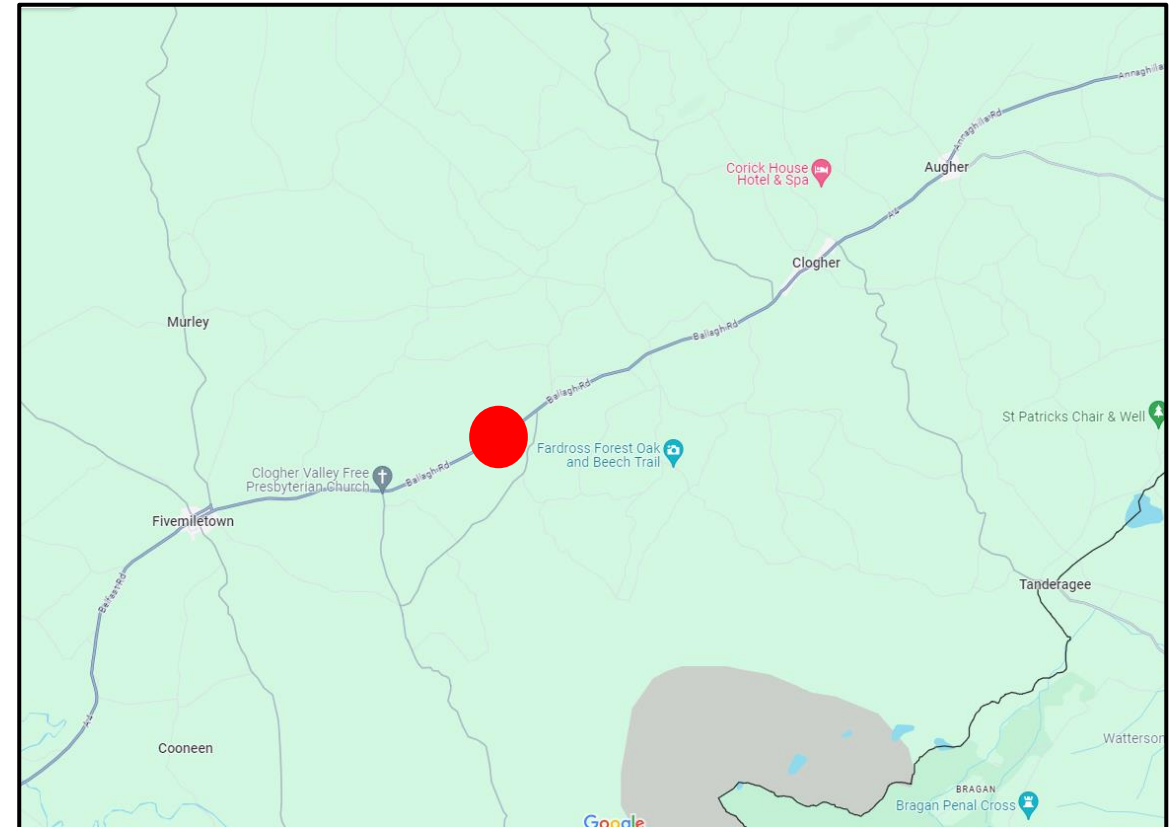 Annaghilla
Annaghilla Rd
Corick House
Hotel & Spa
Augher
A4
Clogher
Murley
Ballagh Rd
Ballagh Rd
St Patricks Chair & Well
Fardross Forest Oak
and Beech Trail
Clogher Valley Free
Presbyterian Church
Ballagh Rd
Fivemiletown
Belfast Rd
Tanderagee
A4
Cooneen
Watterson
BRAGAN
Bragan Penal Cross
Google